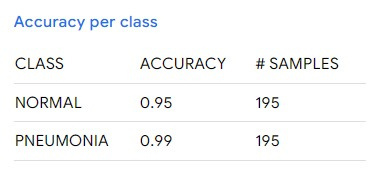 Accuracy per class
CLASS ACCURACY # SAMPLES
NORMAL 0.95 195
PNEUMONIA 0.99 195